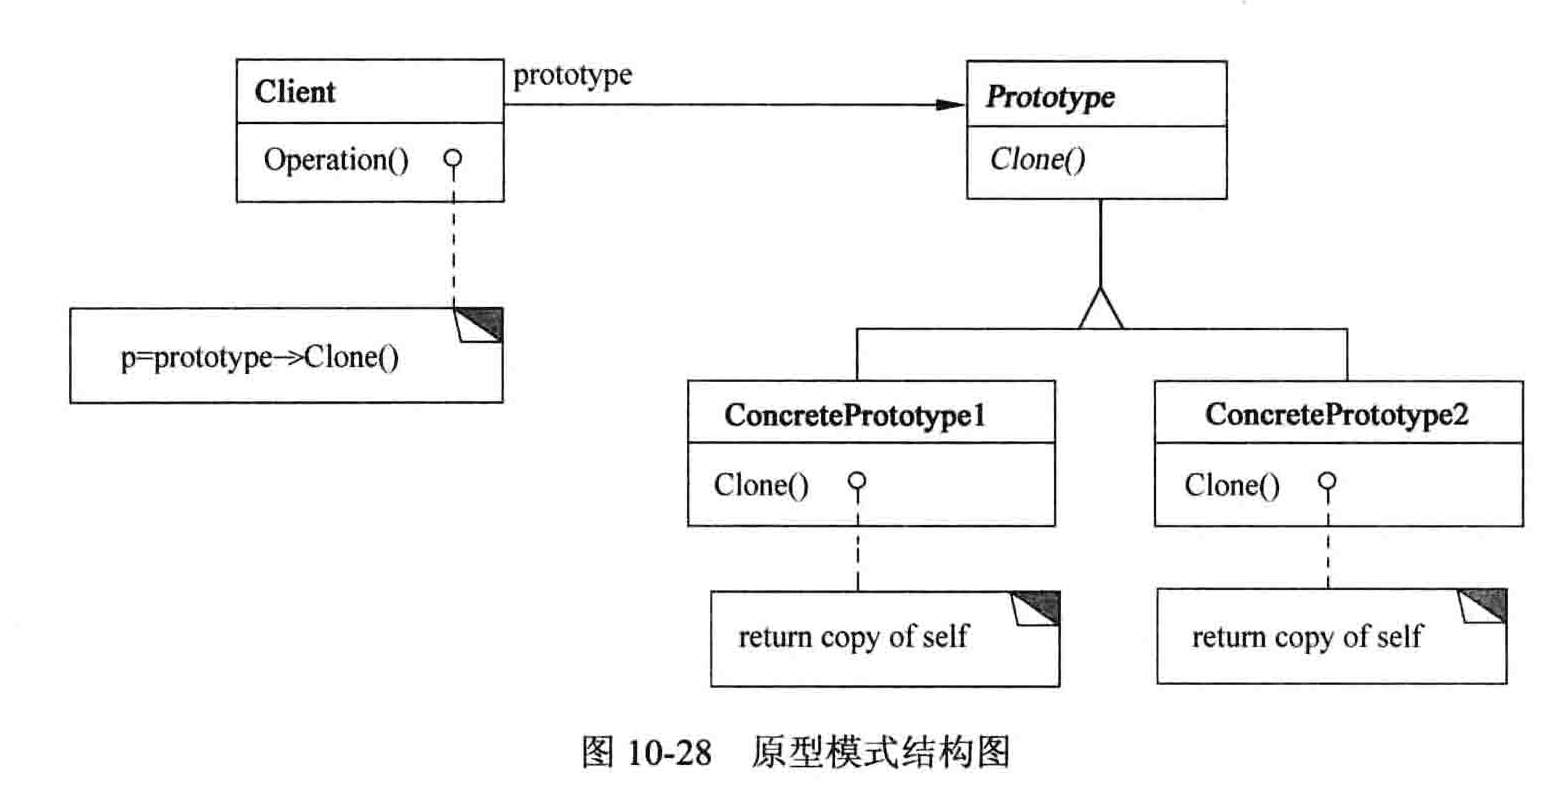 Client
prototype
Prototype
Operation()
Clone()
p=prototype->Clone()
ConcretePrototype1
ConcretePrototype2
Clone()
Clone()
return copy of self
return copy of self
图 10-28 原型模式结构图